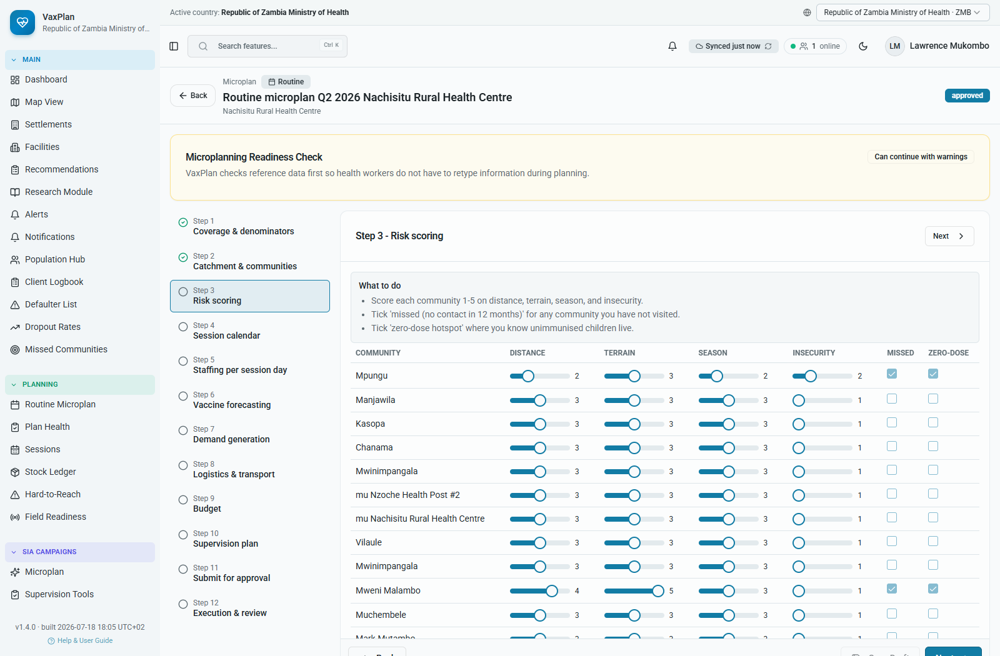 VaxPlan
Republic of Zambia Ministry of...
Active country: Republic of Zambia Ministry of Health
Republic of Zambia Ministry of Health · ZMB
Search features...
Ctrl K
Synced just now
1 online
LM
Lawrence Mukombo
MAIN
Dashboard
Map View
Settlements
Facilities
Recommendations
Research Module
Alerts
Notifications
Population Hub
Client Logbook
Defaulter List
Dropout Rates
Missed Communities
PLANNING
Routine Microplan
Plan Health
Sessions
Stock Ledger
Hard-to-Reach
Field Readiness
SIA CAMPAIGNS
Microplan
Supervision Tools
v1.4.0 · built 2026-07-18 18:05 UTC+02
Help & User Guide
Back
Microplan
Routine
Routine microplan Q2 2026 Nachisitu Rural Health Centre
Nachisitu Rural Health Centre
approved
Microplanning Readiness Check
VaxPlan checks reference data first so health workers do not have to retype information during planning.
Can continue with warnings
Step 1
Coverage & denominators
Step 2
Catchment & communities
Step 3
Risk scoring
Step 4
Session calendar
Step 5
Staffing per session day
Step 6
Vaccine forecasting
Step 7
Demand generation
Step 8
Logistics & transport
Step 9
Budget
Step 10
Supervision plan
Step 11
Submit for approval
Step 12
Execution & review
Step 3 - Risk scoring
Next
What to do
• Score each community 1-5 on distance, terrain, season, and insecurity.
• Tick 'missed (no contact in 12 months)' for any community you have not visited.
• Tick 'zero-dose hotspot' where you know unimmunised children live.
COMMUNITY DISTANCE TERRAIN SEASON INSECURITY MISSED ZERO-DOSE
Mpungu 2 3 2 2
Manjawila 3 3 3 1
Kasopa 3 3 3 1
Chanama 3 3 3 1
Mwinimpangala 3 3 3 1
mu Nzoche Health Post #2 3 3 3 1
mu Nachisitu Rural Health Centre 3 3 3 1
Vilaule 3 3 3 1
Mwinimpangala 3 3 3 1
Mweni Malambo 4 5 3 1
Muchembele 3 3 3 1